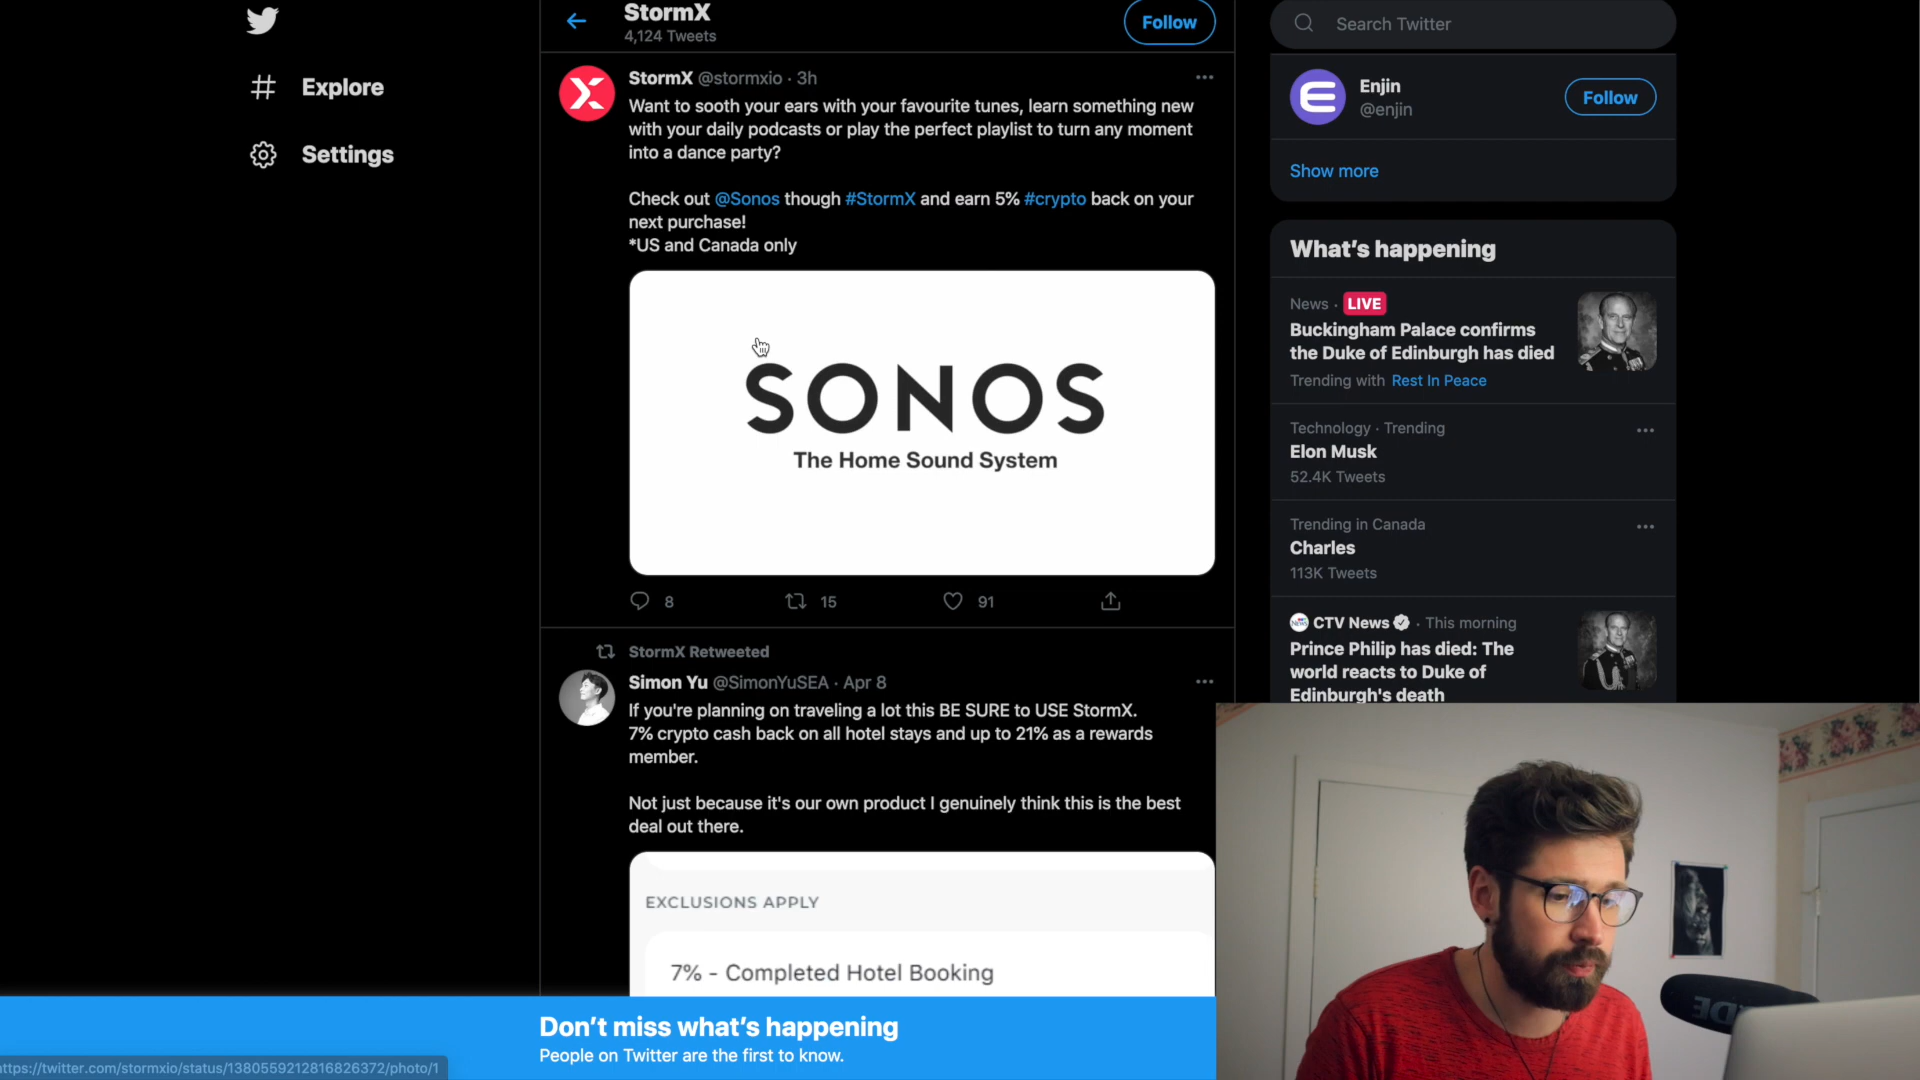 StormX
4,124 Tweets
Follow
Search Twitter
Explore
Settings
StormX @stormxio · 3h
Want to sooth your ears with your favourite tunes, learn something new
with your daily podcasts or play the perfect playlist to turn any moment
into a dance party?
Check out @Sonos though #StormX and earn 5% #crypto back on your
next purchase!
*US and Canada only
SONOS
The Home Sound System
8
15
91
StormX Retweeted
Simon Yu @SimonYuSEA · Apr 8
If you're planning on traveling a lot this BE SURE to USE StormX.
7% crypto cash back on all hotel stays and up to 21% as a rewards
member.
Not just because it's our own product I genuinely think this is the best
deal out there.
EXCLUSIONS APPLY
7% - Completed Hotel Booking
Enjin
@enjin
Follow
Show more
What's happening
News · LIVE
Buckingham Palace confirms
the Duke of Edinburgh has died
Trending with Rest In Peace
Technology · Trending
Elon Musk
52.4K Tweets
Trending in Canada
Charles
113K Tweets
CTV News · This morning
Prince Philip has died: The
world reacts to Duke of
Edinburgh's death
Don't miss what's happening
People on Twitter are the first to know.
https://twitter.com/stormxio/status/1380559212816826372/photo/1